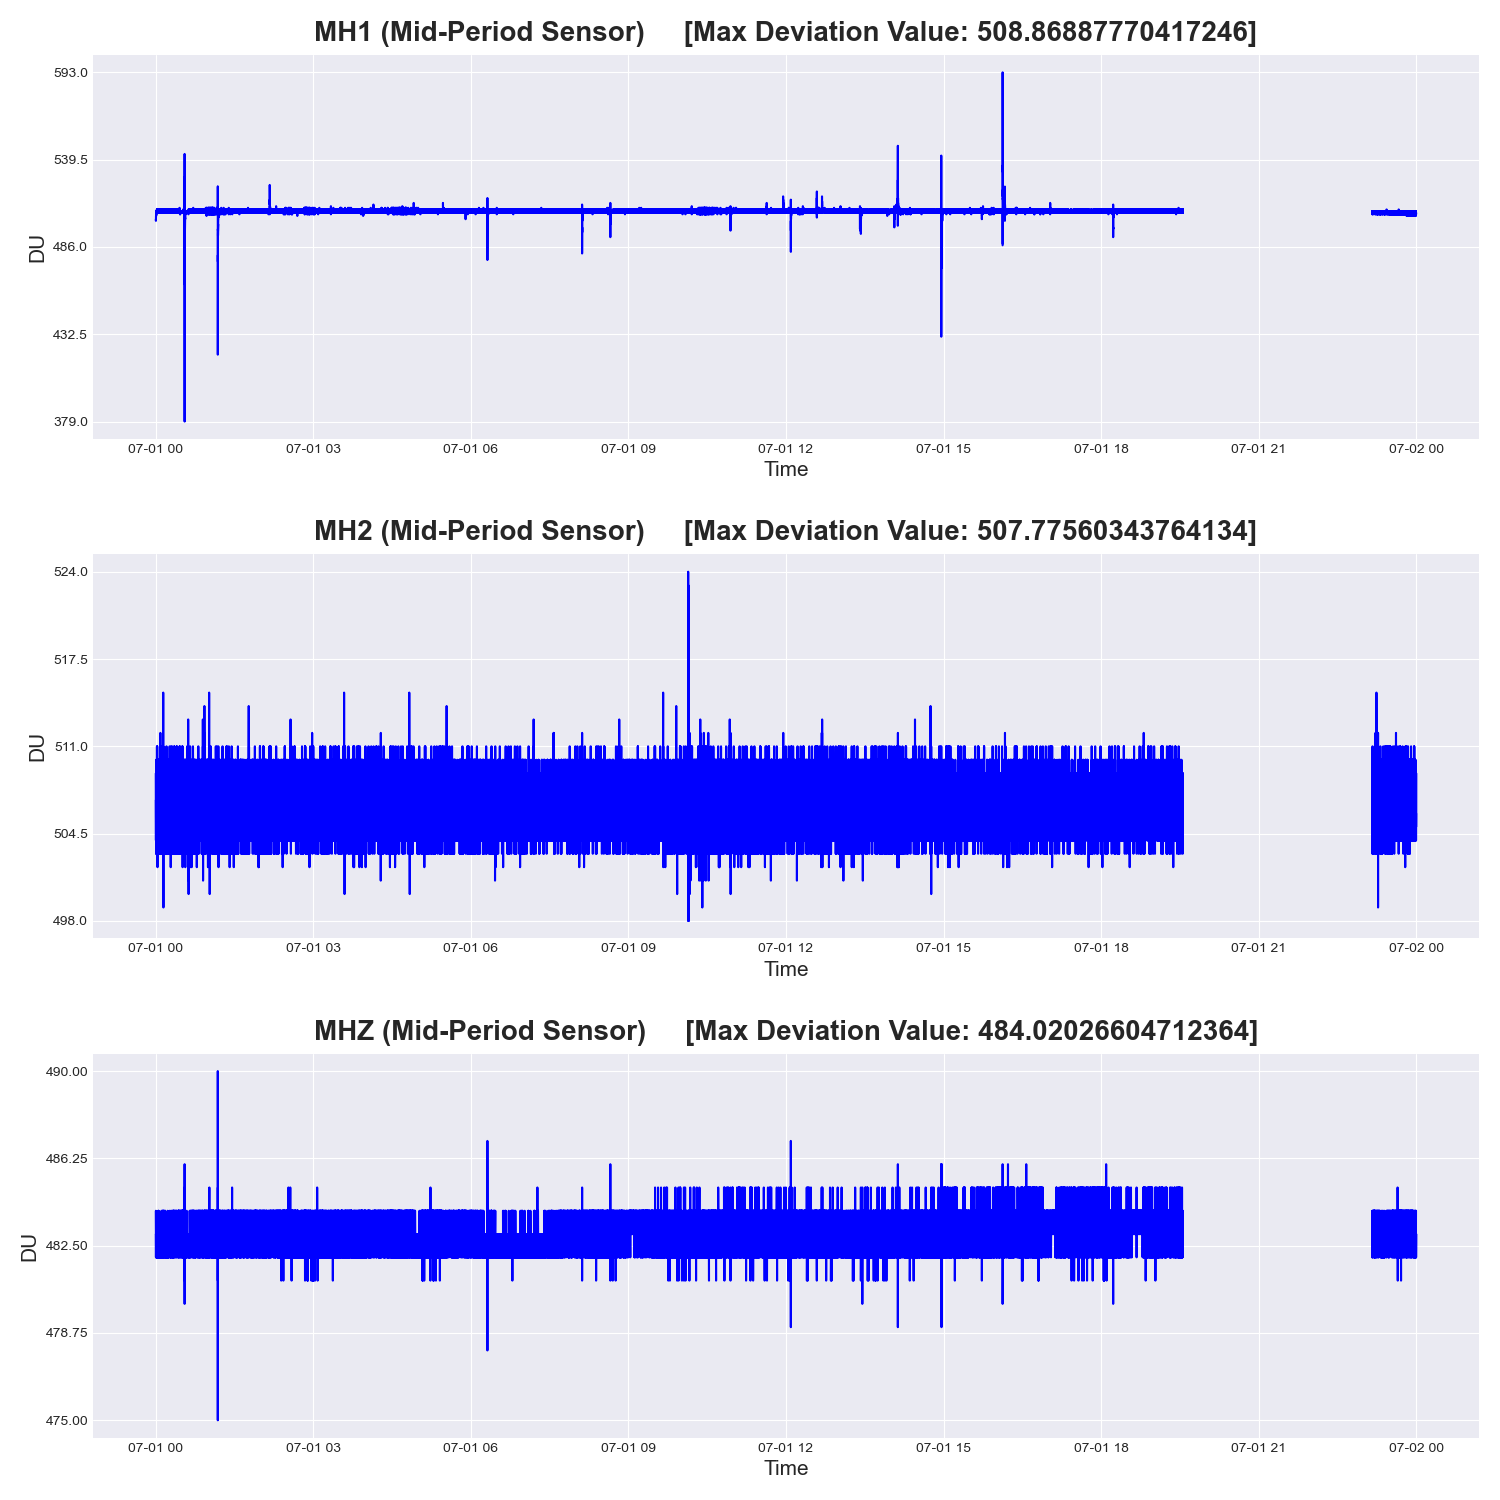 MH1 (Mid-Period Sensor) [Max Deviation Value: 508.86887770417246]
593.0
539.5
486.0
432.5
379.0
DU
07-01 00 07-01 03 07-01 06 07-01 09 07-01 12 07-01 15 07-01 18 07-01 21 07-02 00
Time
MH2 (Mid-Period Sensor) [Max Deviation Value: 507.77560343764134]
524.0
517.5
511.0
504.5
498.0
DU
07-01 00 07-01 03 07-01 06 07-01 09 07-01 12 07-01 15 07-01 18 07-01 21 07-02 00
Time
MHZ (Mid-Period Sensor) [Max Deviation Value: 484.02026604712364]
490.00
486.25
482.50
478.75
475.00
DU
07-01 00 07-01 03 07-01 06 07-01 09 07-01 12 07-01 15 07-01 18 07-01 21 07-02 00
Time